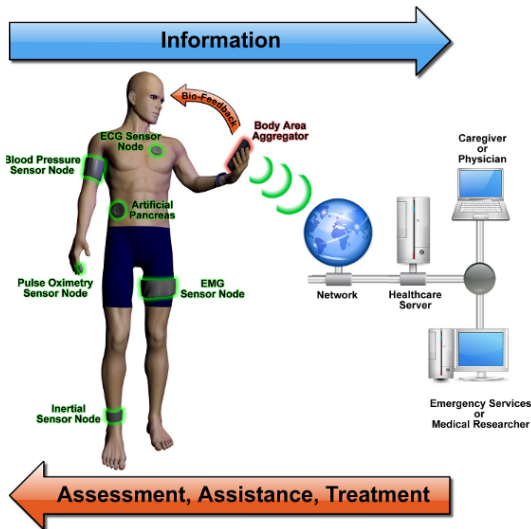 Information
Bio-Feedback
Body Area
Aggregator
ECG Sensor
Node
Blood Pressure
Sensor Node
Caregiver
or
Physician
Artificial
Pancreas
Pulse Oximetry
Sensor Node
EMG
Sensor Node
Network
Healthcare
Server
Inertial
Sensor Node
Emergency Services
or
Medical Researcher
Assessment, Assistance, Treatment